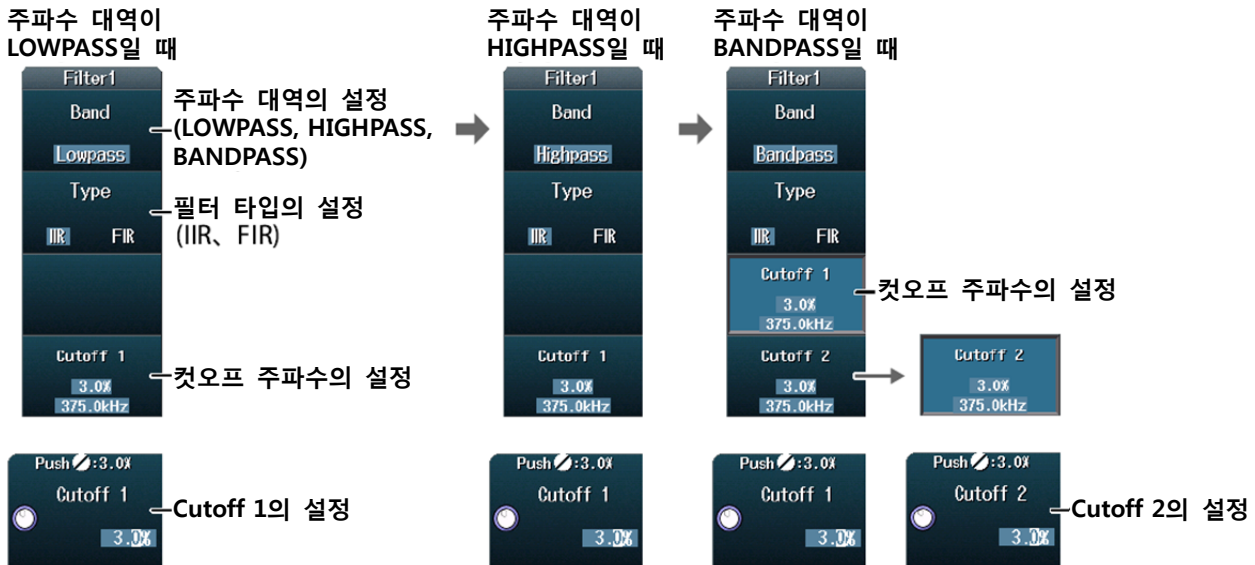 주파수 대역이
LOWPASS일 때
Filter1
Band
Lowpass
주파수 대역의 설정
(LOWPASS, HIGHPASS,
BANDPASS)
Type
IIR FIR
필터 타입의 설정
(IIR、FIR)
Cutoff 1
3.0%
375.0kHz
컷오프 주파수의 설정
Push :3.0%
Cutoff 1
3.0%
Cutoff 1의 설정
주파수 대역이
HIGHPASS일 때
Filter1
Band
Highpass
Type
IIR FIR
Cutoff 1
3.0%
375.0kHz
Push :3.0%
Cutoff 1
3.0%
주파수 대역이
BANDPASS일 때
Filter1
Band
Bandpass
Type
IIR FIR
Cutoff 1
3.0%
375.0kHz
컷오프 주파수의 설정
Cutoff 2
3.0%
375.0kHz
Cutoff 2
3.0%
375.0kHz
Push :3.0%
Cutoff 1
3.0%
Push :3.0%
Cutoff 2
3.0%
Cutoff 2의 설정